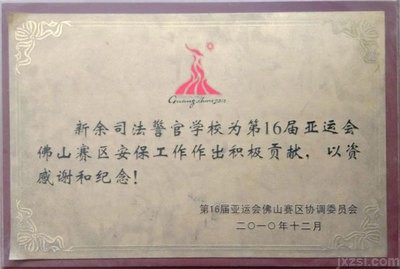 Guangzhou 2010
新余司法警官学校为第16届亚运会
佛山赛区安保工作作出积极贡献，以资
感谢和纪念！
第16届亚运会佛山赛区协调委员会
二〇一〇年十二月
jxzsi.com